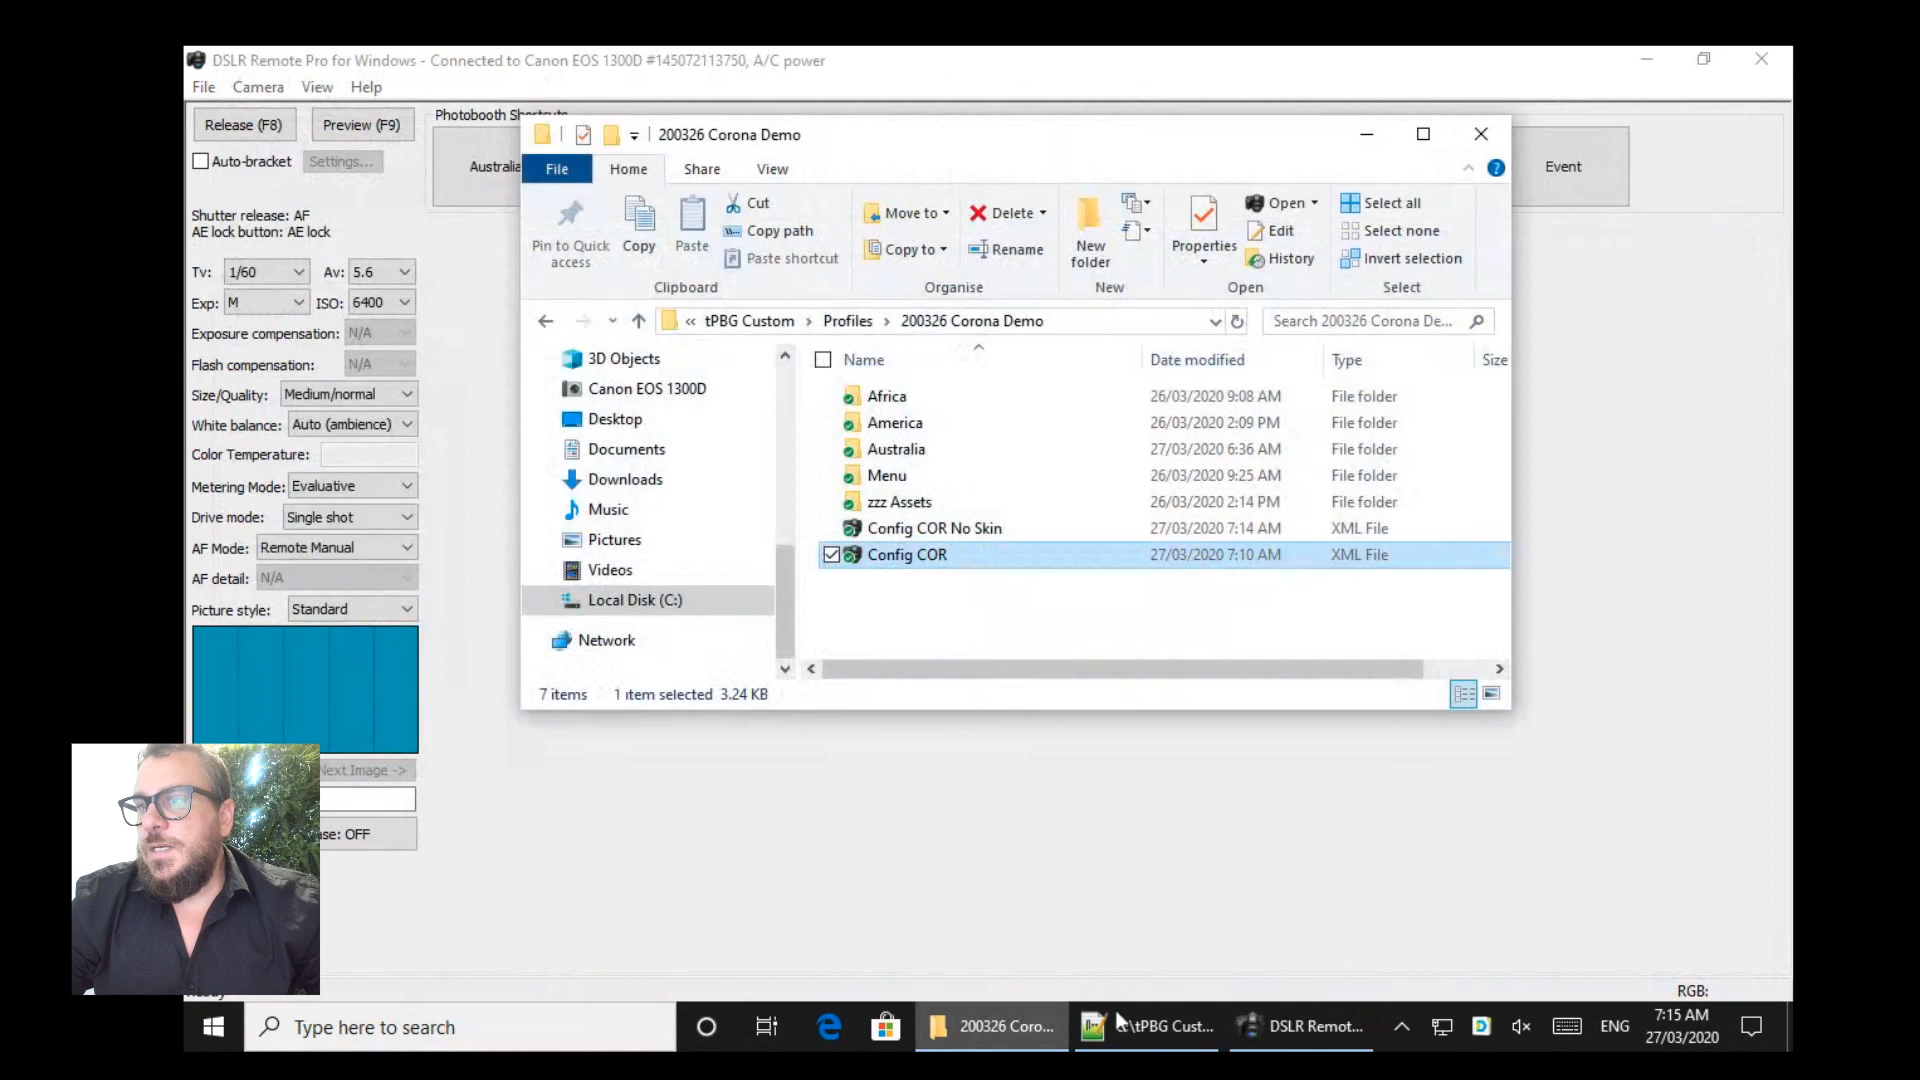 DSLR Remote Pro for Windows - Connected to Canon EOS 1300D #145072113750, A/C power
File Camera View Help
Release (F8) Preview (F9)
Auto-bracket Settings...
Shutter release: AF
AE lock button: AE lock
Tv: 1/60 Av: 5.6
Exp: M ISO: 6400
Exposure compensation: N/A
Flash compensation: N/A
Size/Quality: Medium/normal
White balance: Auto (ambience)
Color Temperature:
Metering Mode: Evaluative
Drive mode: Single shot
AF Mode: Remote Manual
AF detail: N/A
Picture style: Standard
Next Image ->
OFF
Photobooth
Australia
Event
200326 Corona Demo
File Home Share View
Pin to Quick access
Copy
Paste
Cut
Copy path
Paste shortcut
Clipboard
Move to
Copy to
Delete
Rename
Organise
New folder
New
Properties
Open
Edit
History
Open
Select all
Select none
Invert selection
Select
« tPBG Custom › Profiles › 200326 Corona Demo
Search 200326 Corona De...
3D Objects
Canon EOS 1300D
Desktop
Documents
Downloads
Music
Pictures
Videos
Local Disk (C:)
Network
Name Date modified Type Size
Africa 26/03/2020 9:08 AM File folder
America 26/03/2020 2:09 PM File folder
Australia 27/03/2020 6:36 AM File folder
Menu 26/03/2020 9:25 AM File folder
zzz Assets 26/03/2020 2:14 PM File folder
Config COR No Skin 27/03/2020 7:14 AM XML File
Config COR 27/03/2020 7:10 AM XML File
7 items 1 item selected 3.24 KB
RGB:
Type here to search
200326 Coro...
\tPBG Cust...
DSLR Remot...
ENG
7:15 AM
27/03/2020